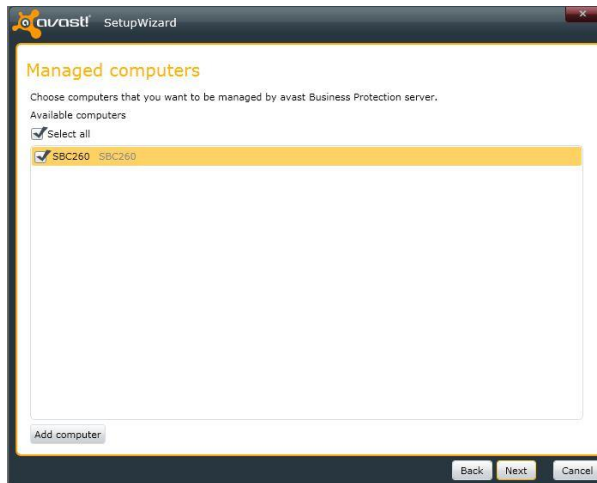 avast! SetupWizard
Managed computers
Choose computers that you want to be managed by avast Business Protection server.
Available computers
Select all
SBC260 SBC260
Add computer
Back Next Cancel